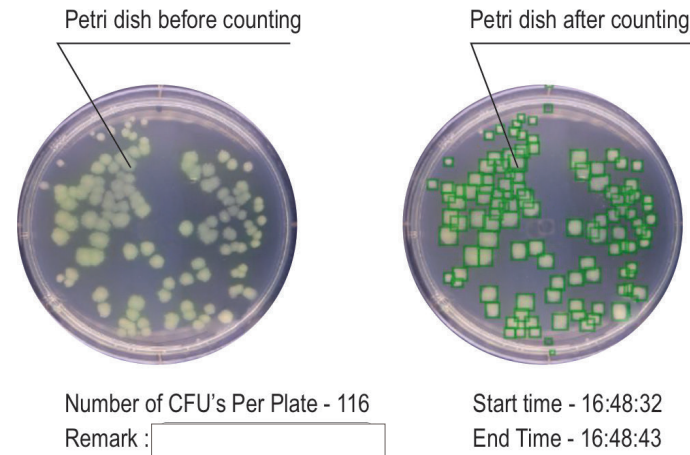 Petri dish before counting
Petri dish after counting
Number of CFU's Per Plate - 116
Start time - 16:48:32
Remark :
End Time - 16:48:43